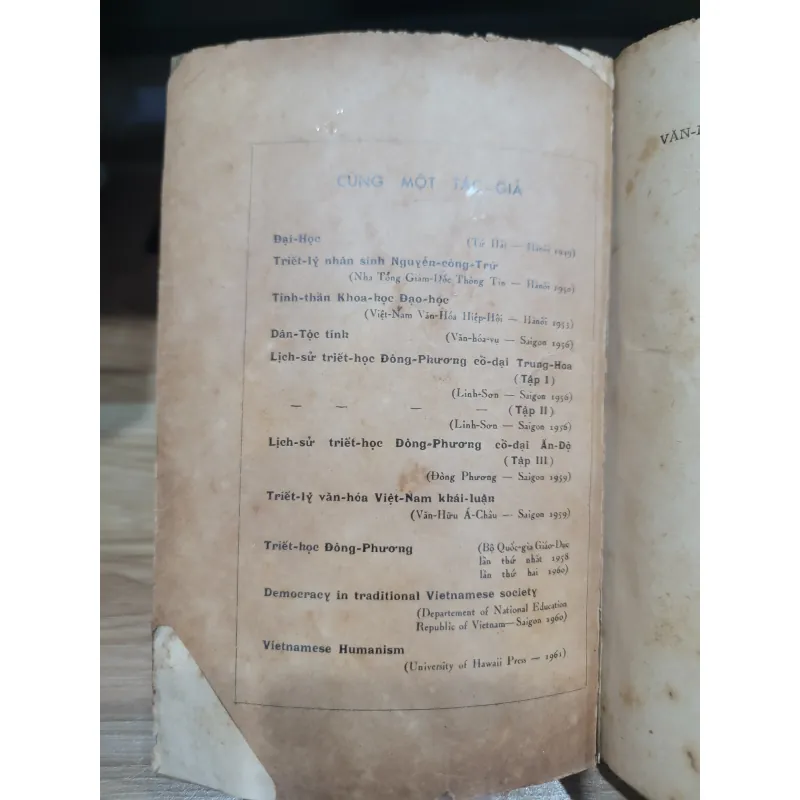 CÙNG MỘT TÁC GIẢ
Đại-Học (Tứ Hải — Hànội 1949)
Triết-lý nhân sinh Nguyễn-công-Trứ
(Nha Tổng Giám-Đốc Thông Tin — Hànội 1950)
Tinh-thần Khoa-học Đạo-học
(Việt-Nam Văn-Hóa Hiệp-Hội — Hànội 1953)
Dân-Tộc tính (Văn-hóa-vụ — Saigon 1956)
Lịch-sử triết-học Đông-Phương cổ-đại Trung-Hoa
(Tập I)
(Linh-Sơn — Saigon 1956)
— — — — (Tập II)
(Linh-Sơn — Saigon 1956)
Lịch-sử triết-học Đông-Phương cổ-đại Ấn-Độ
(Tập III)
(Đông Phương — Saigon 1959)
Triết-lý văn-hóa Việt-Nam khái-luận
(Văn-Hữu Á-Châu — Saigon 1959)
Triết-học Đông-Phương (Bộ Quốc-gia Giáo-Dục
lần thứ nhất 1958
lần thứ hai 1960)
Democracy in traditional Vietnamese society
(Departement of National Education
Republic of Vietnam—Saigon 1960)
Vietnamese Humanism
(University of Hawaii Press — 1961)